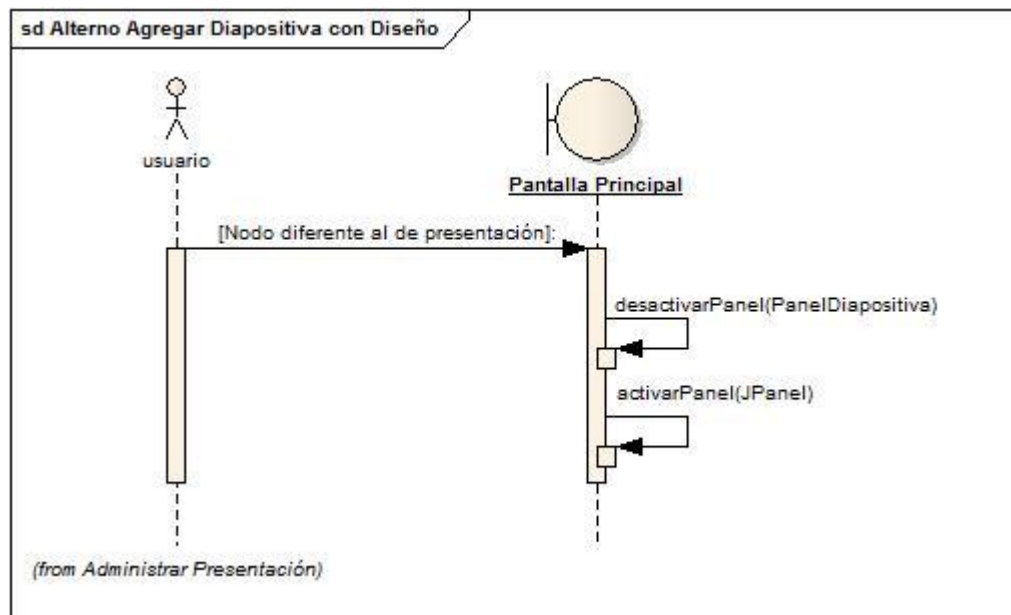 sd Alterno Agregar Diapositiva con Diseño
usuario
Pantalla Principal
[Nodo diferente al de presentación]:
desactivarPanel(PanelDiapositiva)
activarPanel(JPanel)
(from Administrar Presentación)